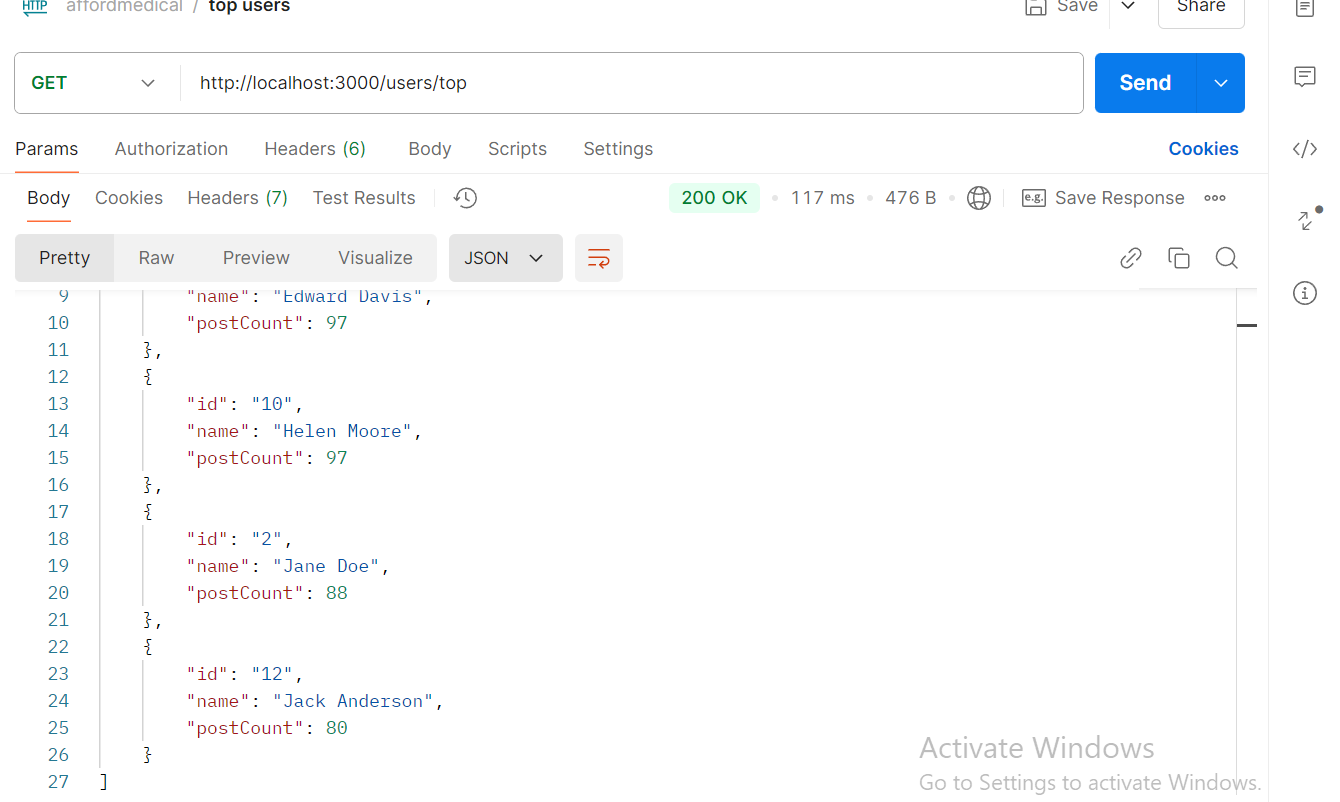 HTTP affordmedical / top users Save Share
GET http://localhost:3000/users/top Send
Params Authorization Headers (6) Body Scripts Settings Cookies
Body Cookies Headers (7) Test Results 200 OK 117 ms 476 B e.g. Save Response
Pretty Raw Preview Visualize JSON
9 "name": "Edward Davis",
10 "postCount": 97
11 },
12 {
13 "id": "10",
14 "name": "Helen Moore",
15 "postCount": 97
16 },
17 {
18 "id": "2",
19 "name": "Jane Doe",
20 "postCount": 88
21 },
22 {
23 "id": "12",
24 "name": "Jack Anderson",
25 "postCount": 80
26 }
27 ]
Activate Windows
Go to Settings to activate Windows.